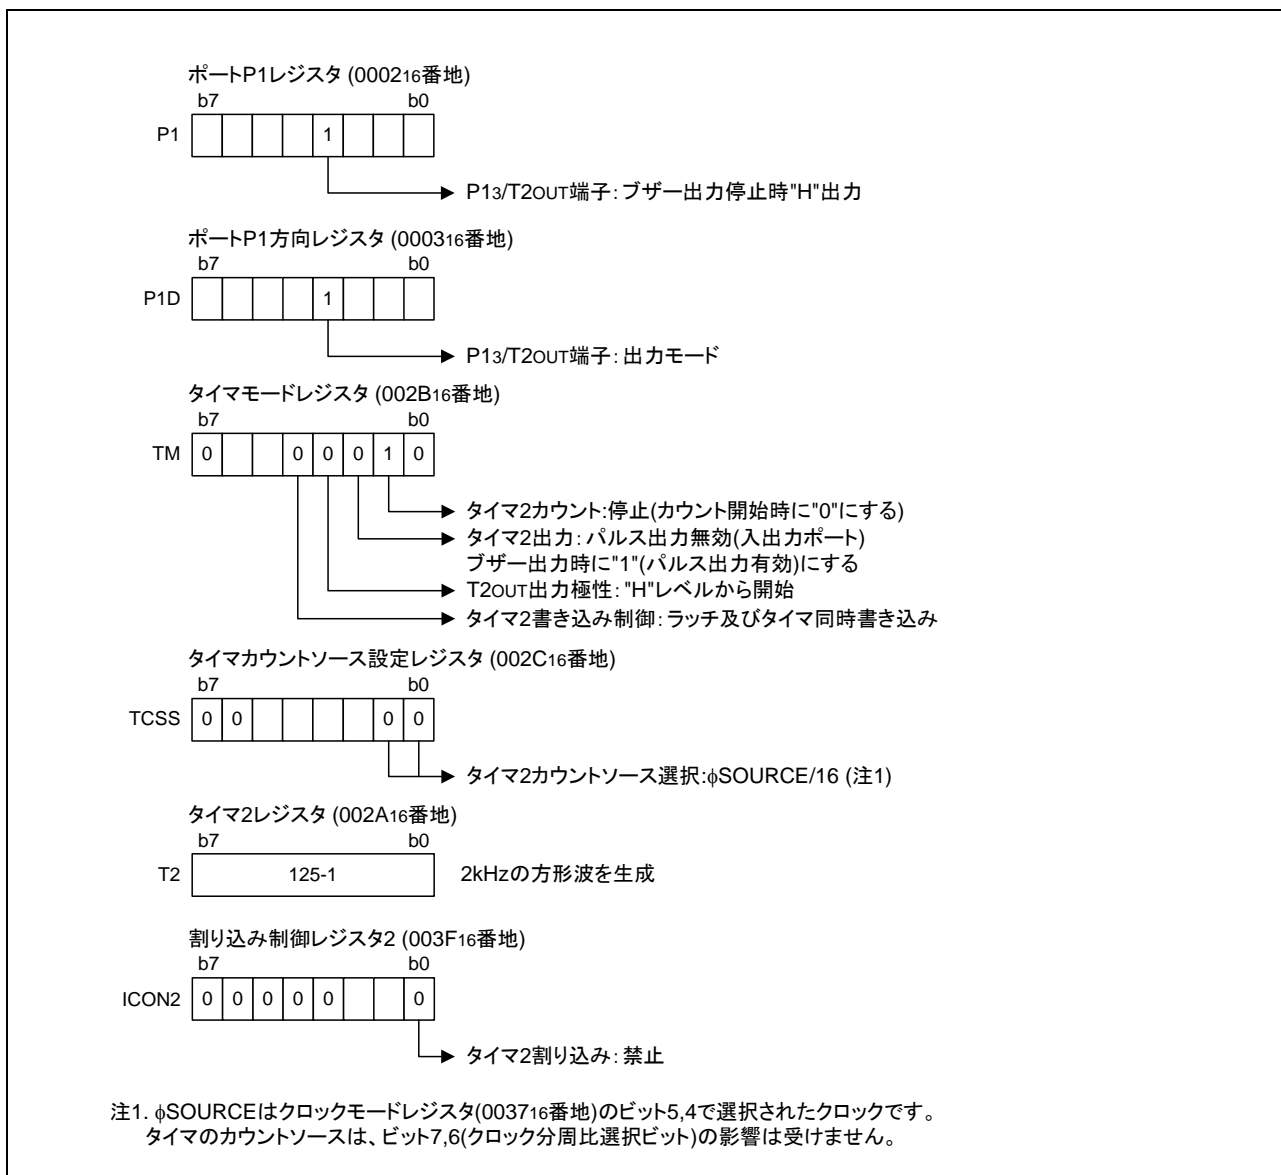 ポートP1レジスタ (000216番地)
b7 b0
P1 1
P13/T2OUT端子：ブザー出力停止時"H"出力
ポートP1方向レジスタ (000316番地)
b7 b0
P1D 1
P13/T2OUT端子：出力モード
タイマモードレジスタ (002B16番地)
b7 b0
TM 0 0 0 0 1 0
タイマ2カウント:停止(カウント開始時に"0"にする)
タイマ2出力：パルス出力無効(入出力ポート)
ブザー出力時に"1"(パルス出力有効)にする
T2OUT出力極性："H"レベルから開始
タイマ2書き込み制御：ラッチ及びタイマ同時書き込み
タイマカウントソース設定レジスタ (002C16番地)
b7 b0
TCSS 0 0 0 0
タイマ2カウントソース選択:φSOURCE/16 (注1)
タイマ2レジスタ (002A16番地)
b7 b0
T2 125-1 2kHzの方形波を生成
割り込み制御レジスタ2 (003F16番地)
b7 b0
ICON2 0 0 0 0 0 0
タイマ2割り込み：禁止
注1. φSOURCEはクロックモードレジスタ(003716番地)のビット5,4で選択されたクロックです。
タイマのカウントソースは、ビット7,6(クロック分周比選択ビット)の影響は受けません。